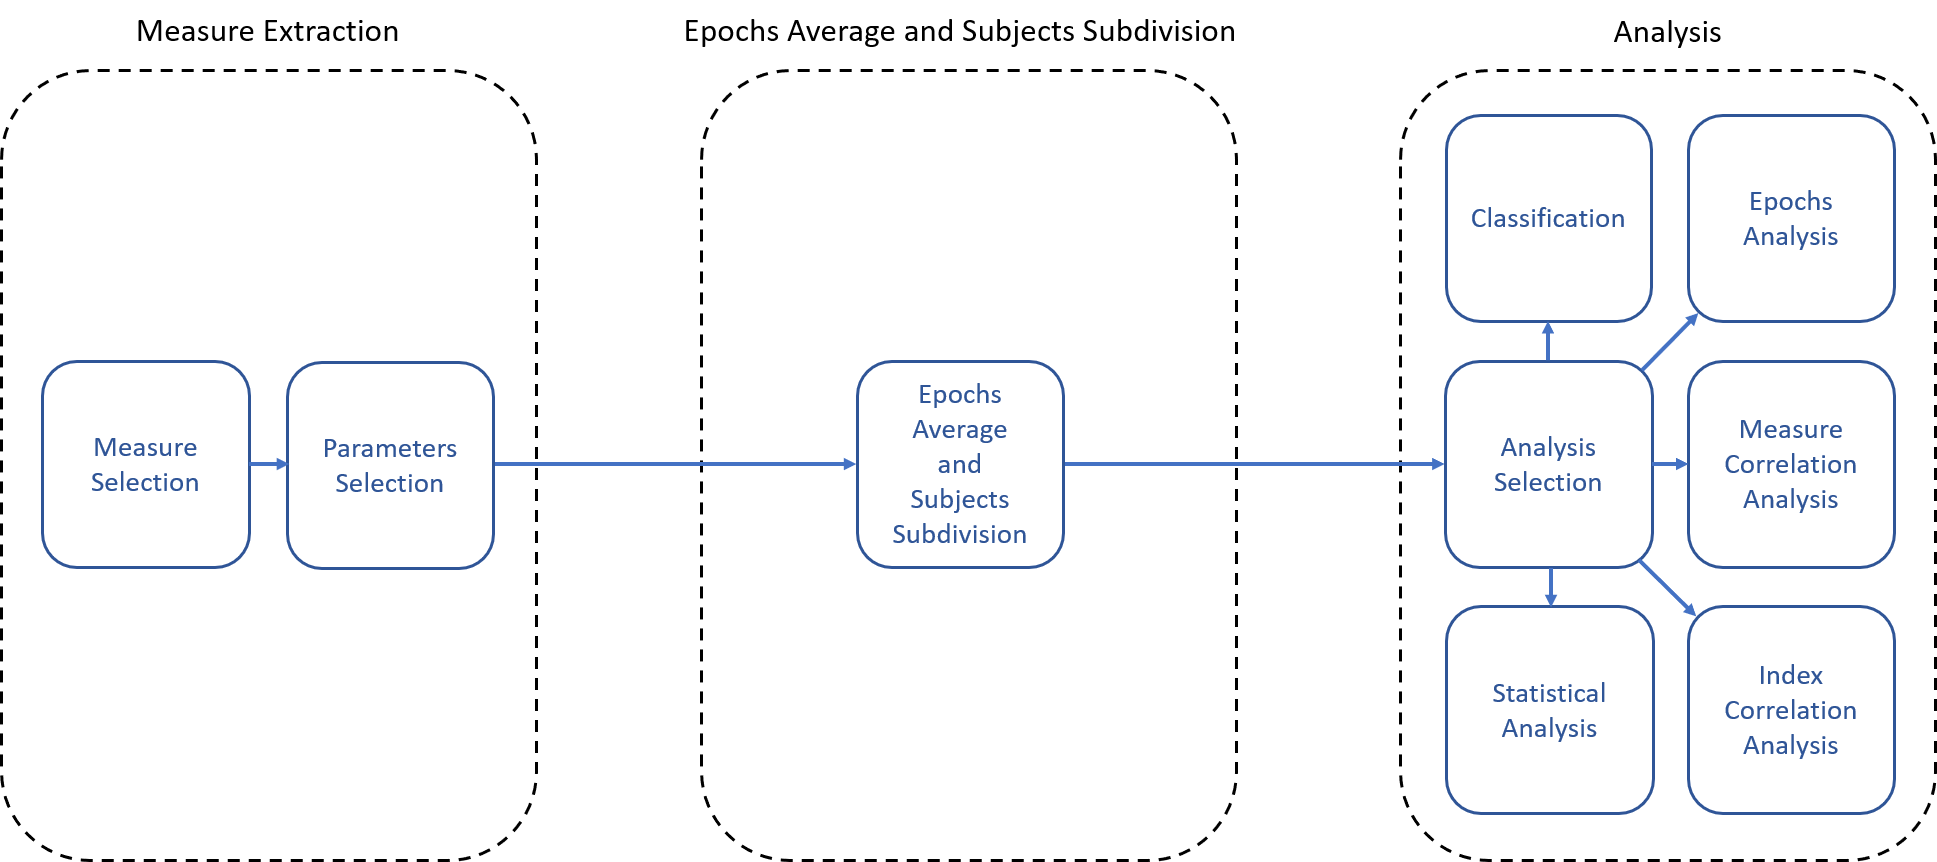 Measure Extraction
Epochs Average and Subjects Subdivision
Analysis
Measure
Selection
Parameters
Selection
Epochs
Average
and
Subjects
Subdivision
Classification
Epochs
Analysis
Analysis
Selection
Measure
Correlation
Analysis
Statistical
Analysis
Index
Correlation
Analysis